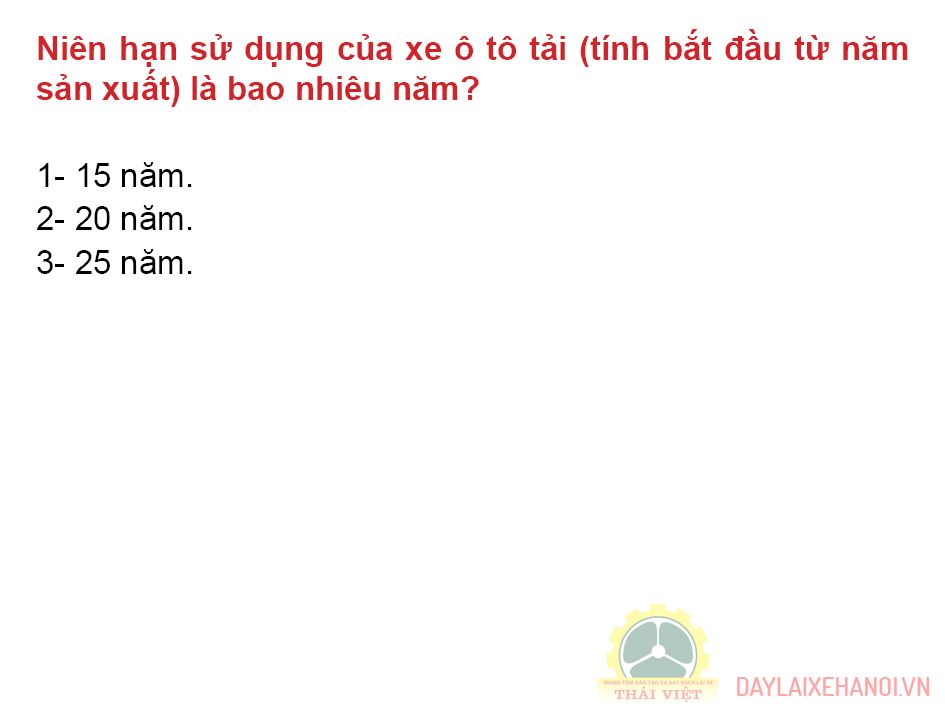 Niên hạn sử dụng của xe ô tô tải (tính bắt đầu từ năm
sản xuất) là bao nhiêu năm?
1- 15 năm.
2- 20 năm.
3- 25 năm.
TRUNG TÂM ĐÀO TẠO VÀ SÁT HẠCH LÁI XE
THÁI VIỆT
DAYLAIXEHANOI.VN